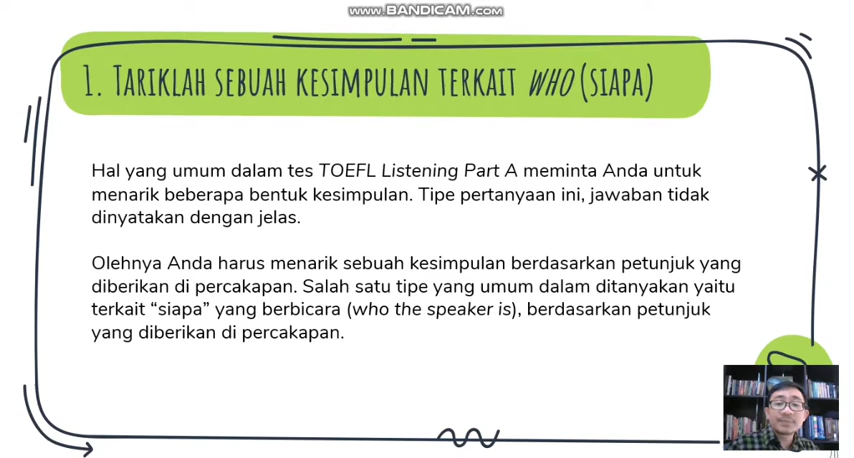 WWW.BANDICAM.COM
1. TARIKLAH SEBUAH KESIMPULAN TERKAIT WHO (SIAPA)
Hal yang umum dalam tes TOEFL Listening Part A meminta Anda untuk
menarik beberapa bentuk kesimpulan. Tipe pertanyaan ini, jawaban tidak
dinyatakan dengan jelas.
Olehnya Anda harus menarik sebuah kesimpulan berdasarkan petunjuk yang
diberikan di percakapan. Salah satu tipe yang umum dalam ditanyakan yaitu
terkait “siapa” yang berbicara (who the speaker is), berdasarkan petunjuk
yang diberikan di percakapan.